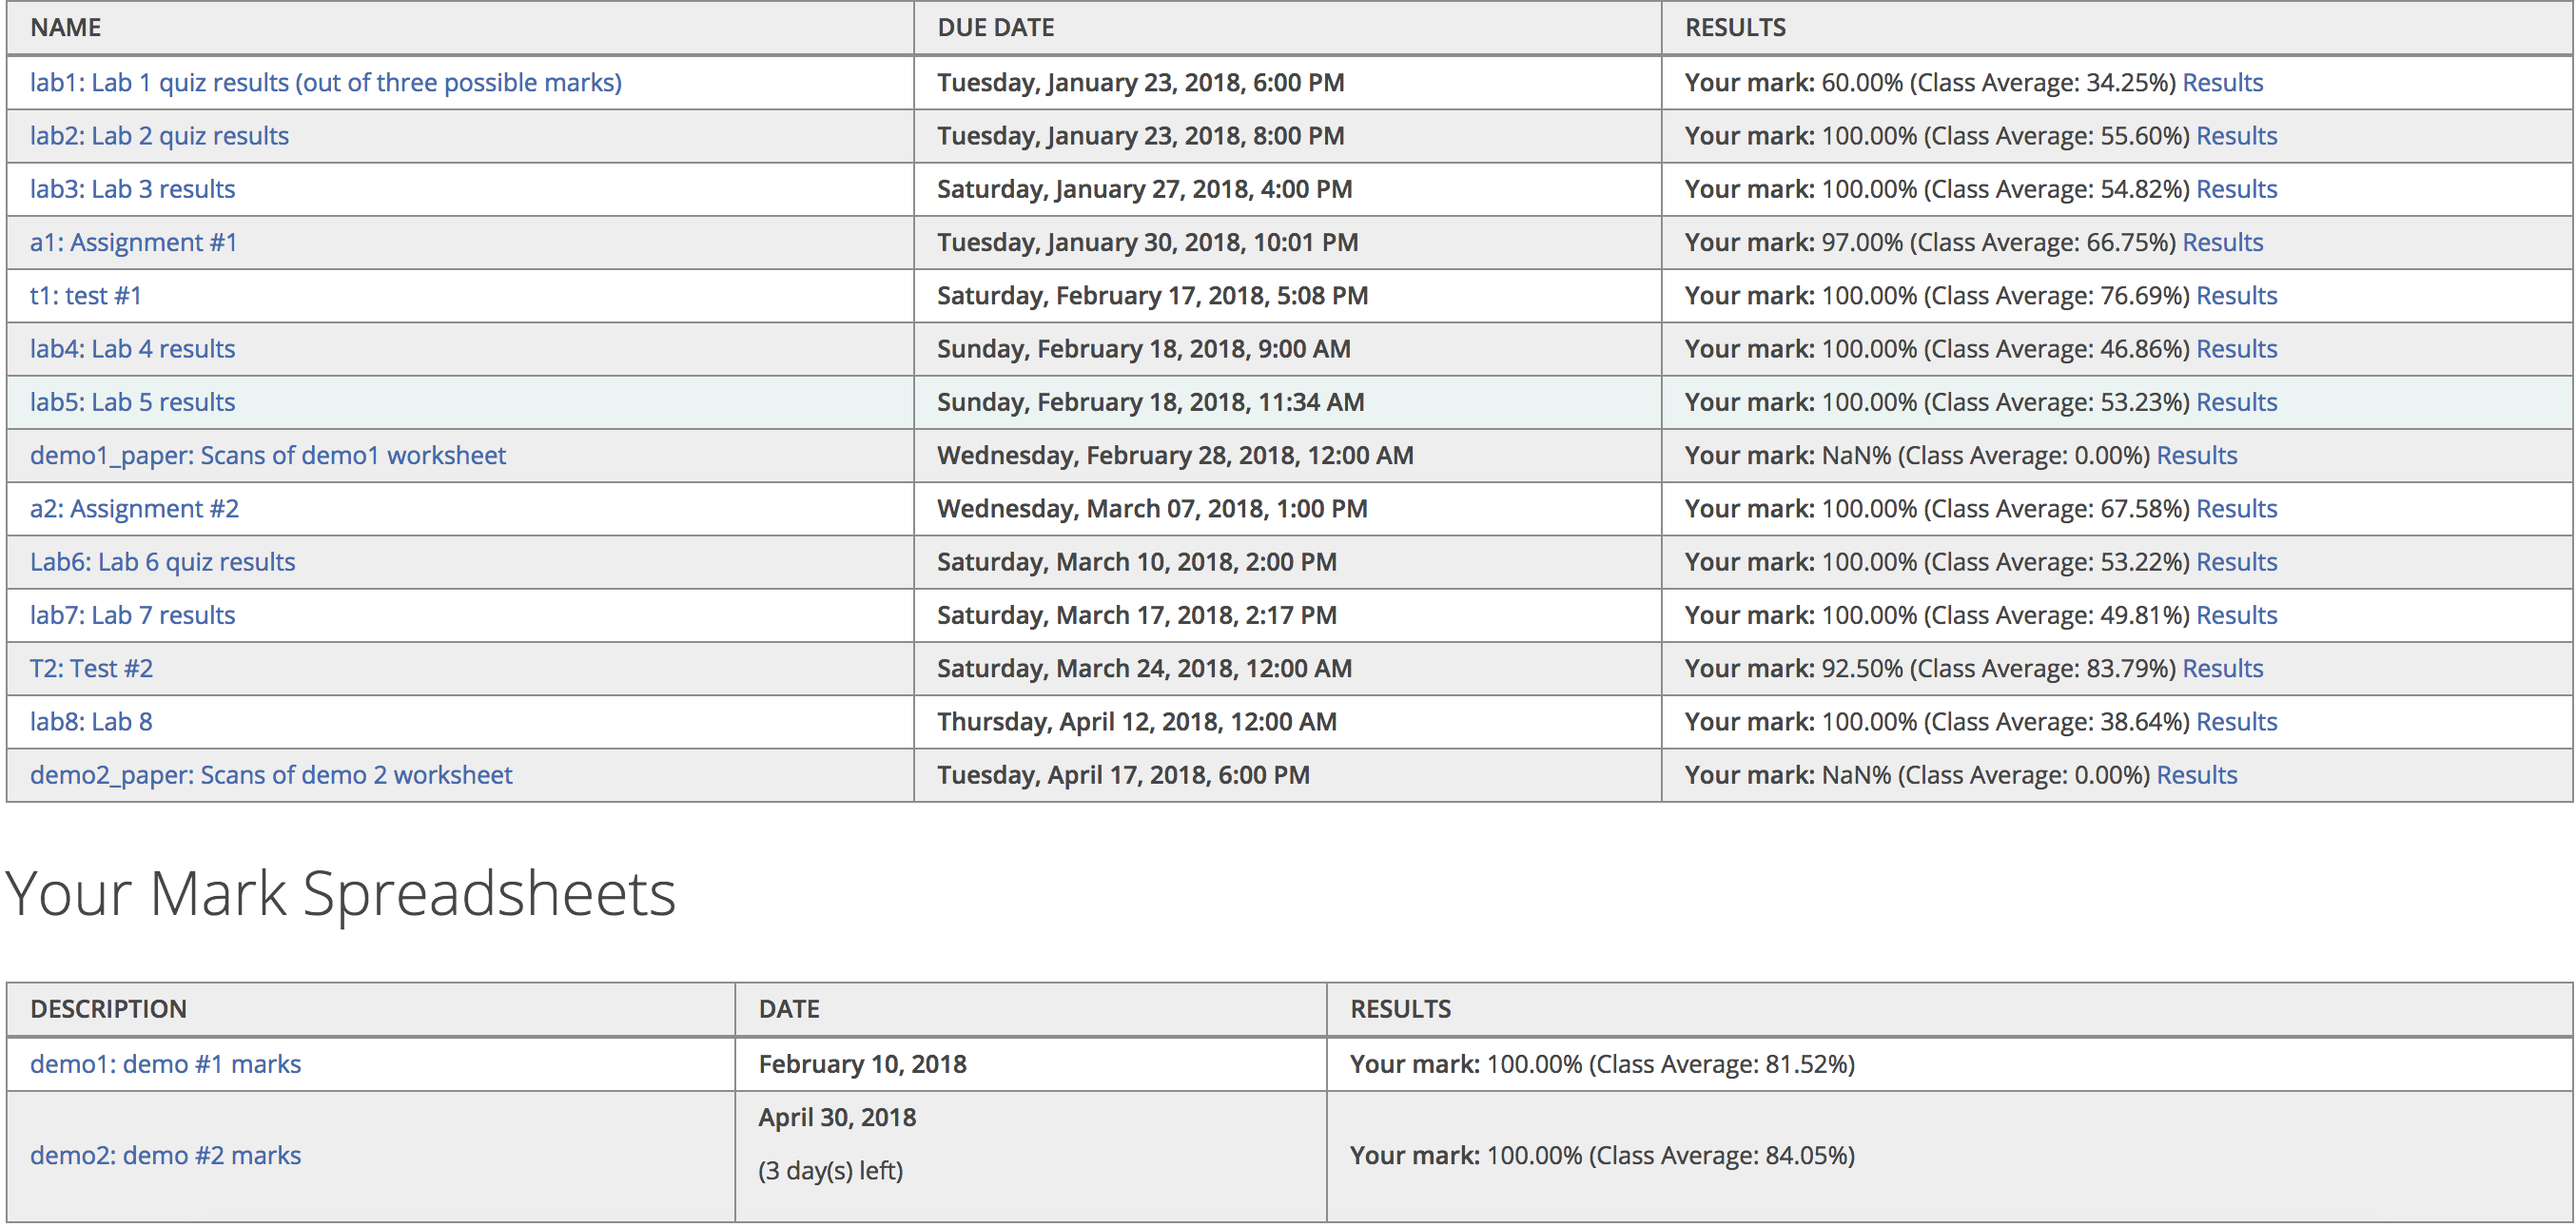 NAME DUE DATE RESULTS
lab1: Lab 1 quiz results (out of three possible marks) Tuesday, January 23, 2018, 6:00 PM Your mark: 60.00% (Class Average: 34.25%) Results
lab2: Lab 2 quiz results Tuesday, January 23, 2018, 8:00 PM Your mark: 100.00% (Class Average: 55.60%) Results
lab3: Lab 3 results Saturday, January 27, 2018, 4:00 PM Your mark: 100.00% (Class Average: 54.82%) Results
a1: Assignment #1 Tuesday, January 30, 2018, 10:01 PM Your mark: 97.00% (Class Average: 66.75%) Results
t1: test #1 Saturday, February 17, 2018, 5:08 PM Your mark: 100.00% (Class Average: 76.69%) Results
lab4: Lab 4 results Sunday, February 18, 2018, 9:00 AM Your mark: 100.00% (Class Average: 46.86%) Results
lab5: Lab 5 results Sunday, February 18, 2018, 11:34 AM Your mark: 100.00% (Class Average: 53.23%) Results
demo1_paper: Scans of demo1 worksheet Wednesday, February 28, 2018, 12:00 AM Your mark: NaN% (Class Average: 0.00%) Results
a2: Assignment #2 Wednesday, March 07, 2018, 1:00 PM Your mark: 100.00% (Class Average: 67.58%) Results
Lab6: Lab 6 quiz results Saturday, March 10, 2018, 2:00 PM Your mark: 100.00% (Class Average: 53.22%) Results
lab7: Lab 7 results Saturday, March 17, 2018, 2:17 PM Your mark: 100.00% (Class Average: 49.81%) Results
T2: Test #2 Saturday, March 24, 2018, 12:00 AM Your mark: 92.50% (Class Average: 83.79%) Results
lab8: Lab 8 Thursday, April 12, 2018, 12:00 AM Your mark: 100.00% (Class Average: 38.64%) Results
demo2_paper: Scans of demo 2 worksheet Tuesday, April 17, 2018, 6:00 PM Your mark: NaN% (Class Average: 0.00%) Results
Your Mark Spreadsheets
DESCRIPTION DATE RESULTS
demo1: demo #1 marks February 10, 2018 Your mark: 100.00% (Class Average: 81.52%)
April 30, 2018
demo2: demo #2 marks Your mark: 100.00% (Class Average: 84.05%)
(3 day(s) left)